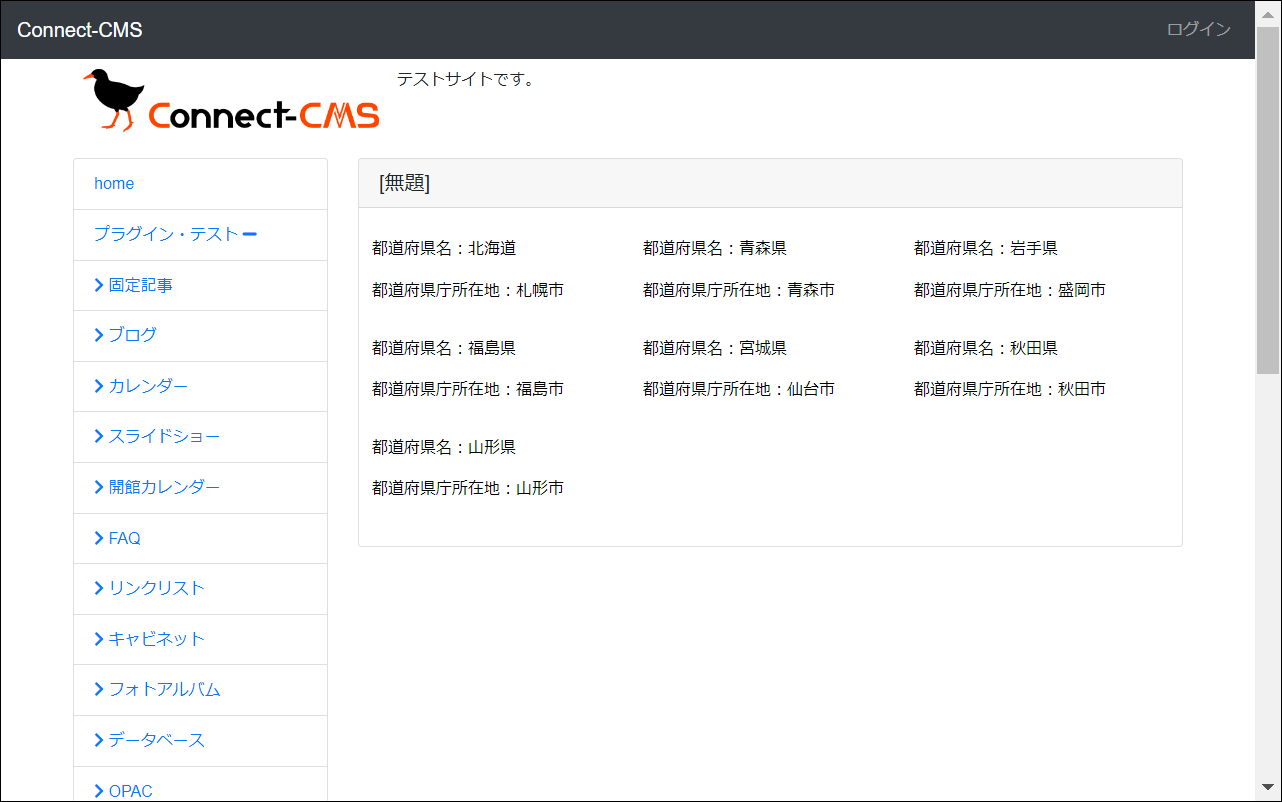 Connect-CMS
ログイン
Connect-CMS
テストサイトです。
home
プラグイン・テスト
固定記事
ブログ
カレンダー
スライドショー
開館カレンダー
FAQ
リンクリスト
キャビネット
フォトアルバム
データベース
OPAC
[無題]
都道府県名：北海道 都道府県名：青森県 都道府県名：岩手県
都道府県庁所在地：札幌市 都道府県庁所在地：青森市 都道府県庁所在地：盛岡市
都道府県名：福島県 都道府県名：宮城県 都道府県名：秋田県
都道府県庁所在地：福島市 都道府県庁所在地：仙台市 都道府県庁所在地：秋田市
都道府県名：山形県
都道府県庁所在地：山形市